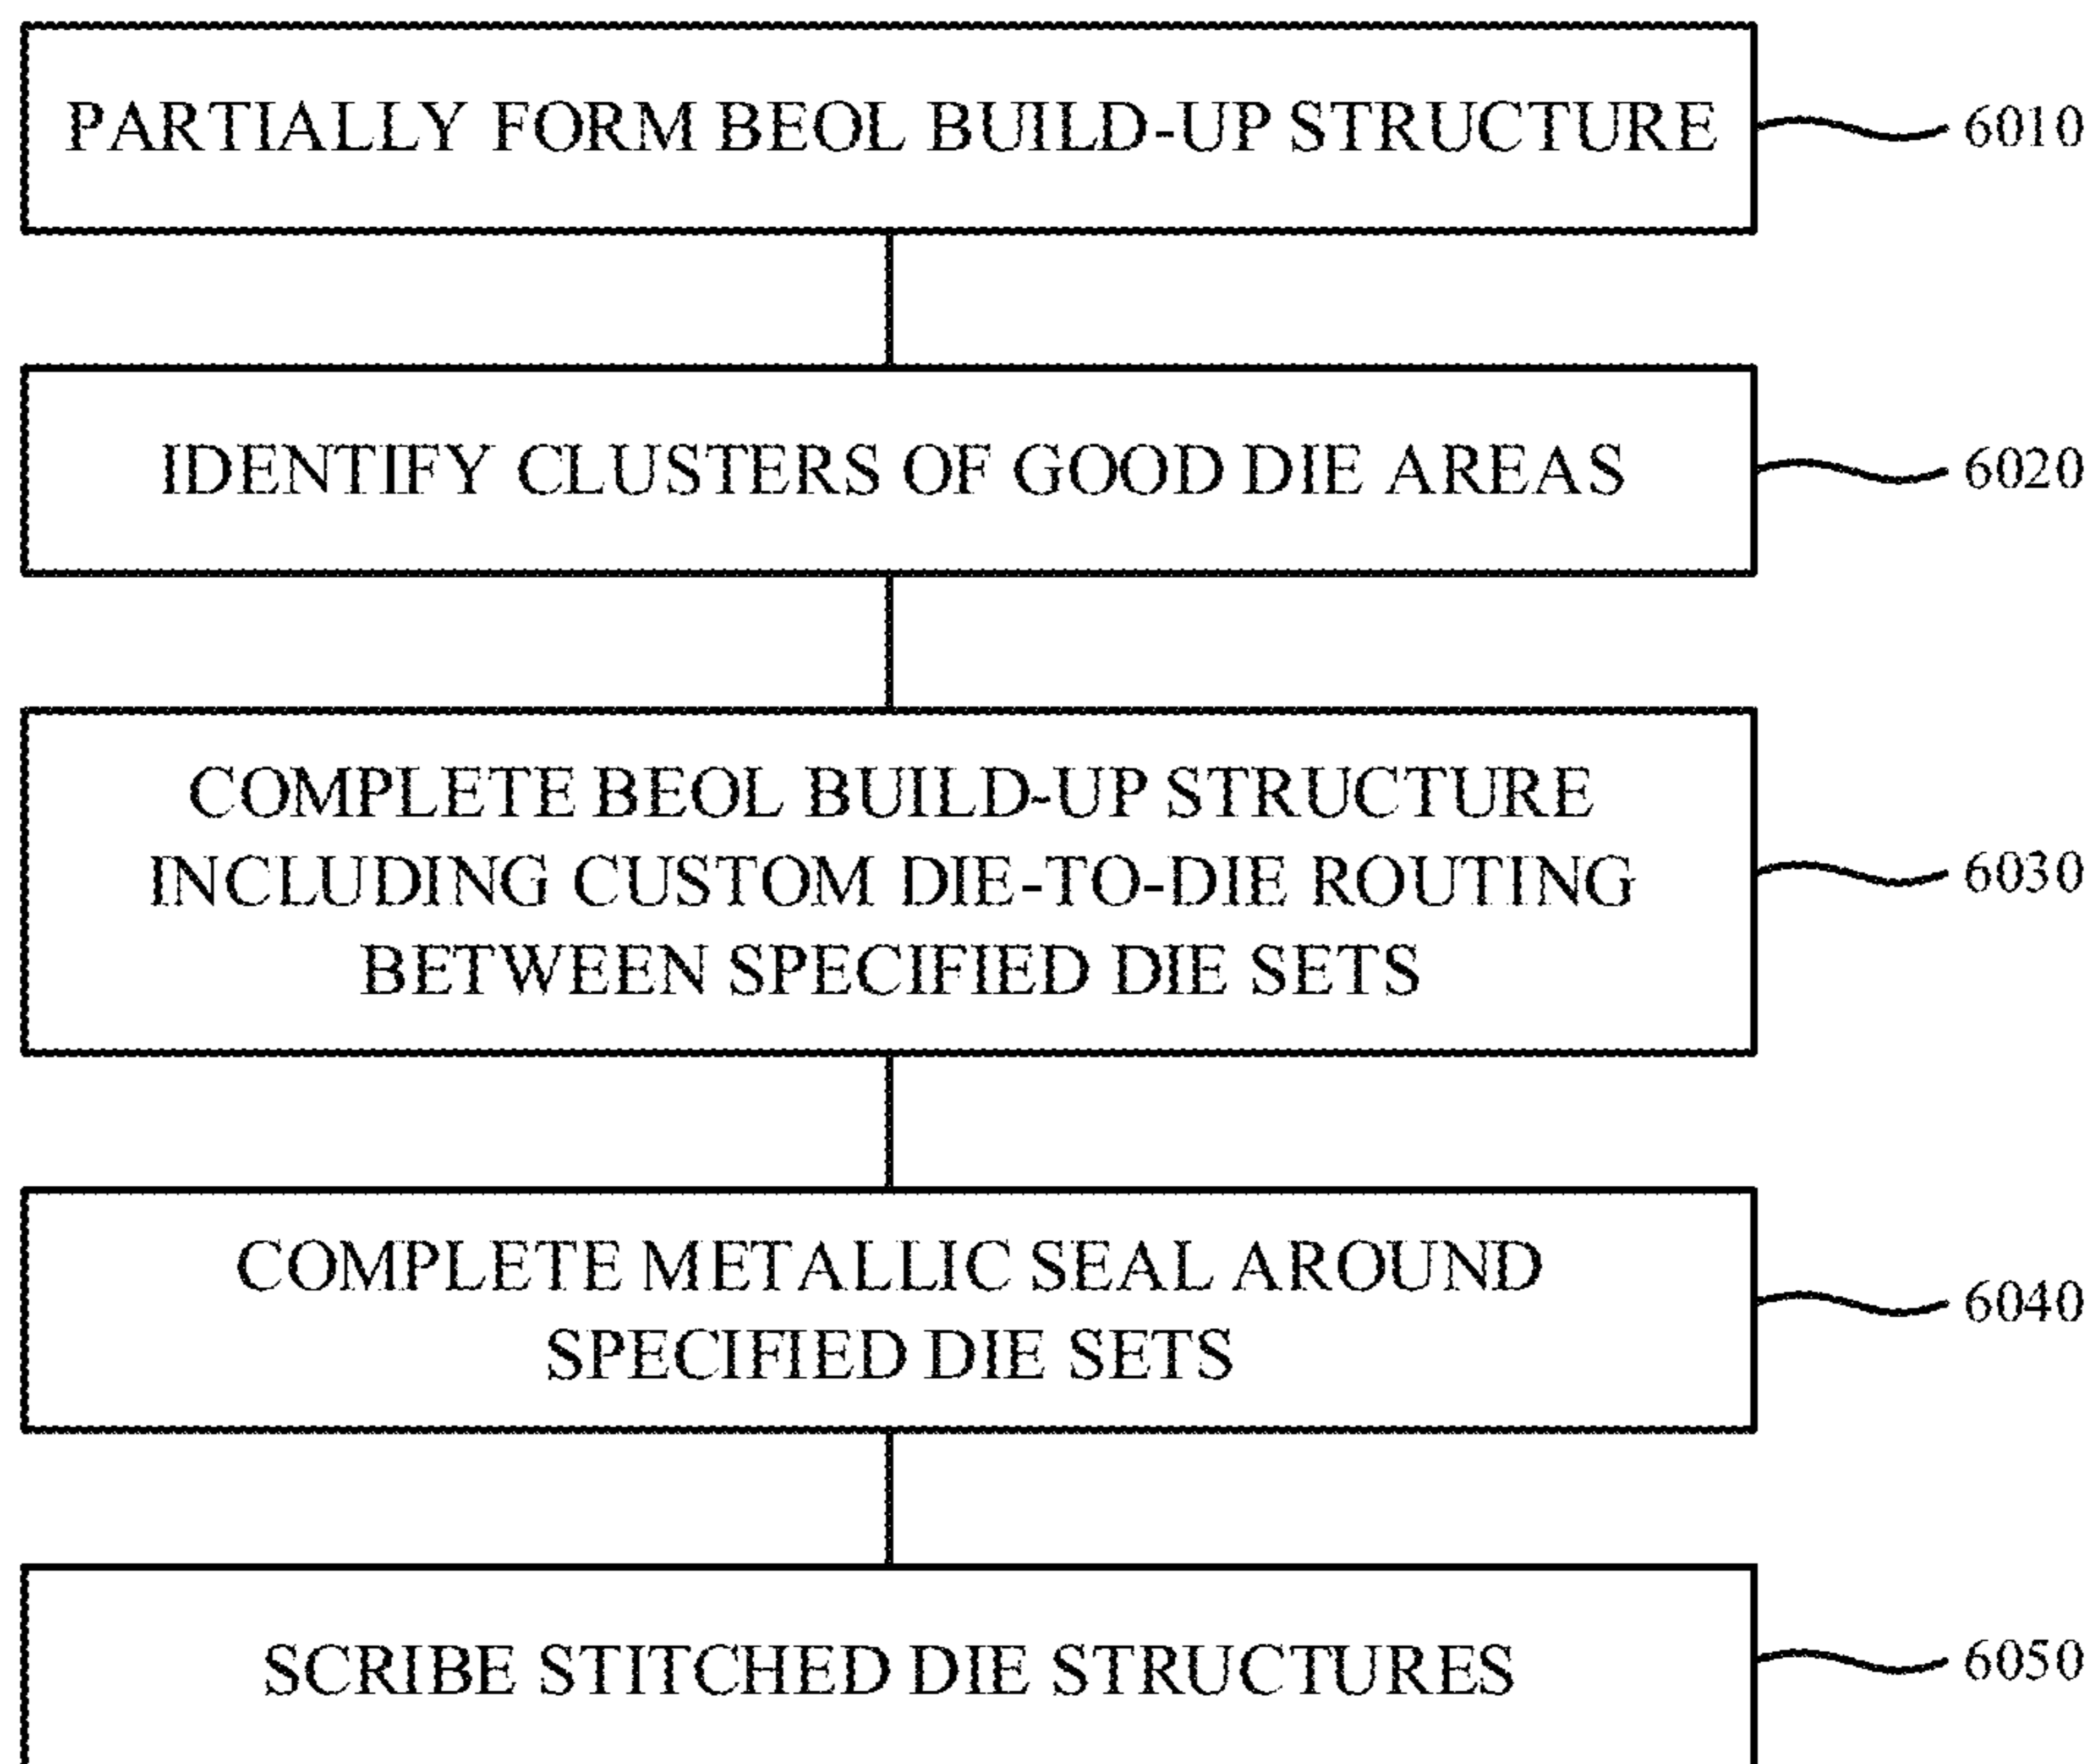 PARTIALLY FORM BEOL BUILD-UP STRUCTURE
6010
IDENTIFY CLUSTERS OF GOOD DIE AREAS
6020
COMPLETE BEOL BUILD-UP STRUCTURE
INCLUDING CUSTOM DIE-TO-DIE ROUTING
BETWEEN SPECIFIED DIE SETS
6030
COMPLETE METALLIC SEAL AROUND
SPECIFIED DIE SETS
6040
SCRIBE STITCHED DIE STRUCTURES
6050